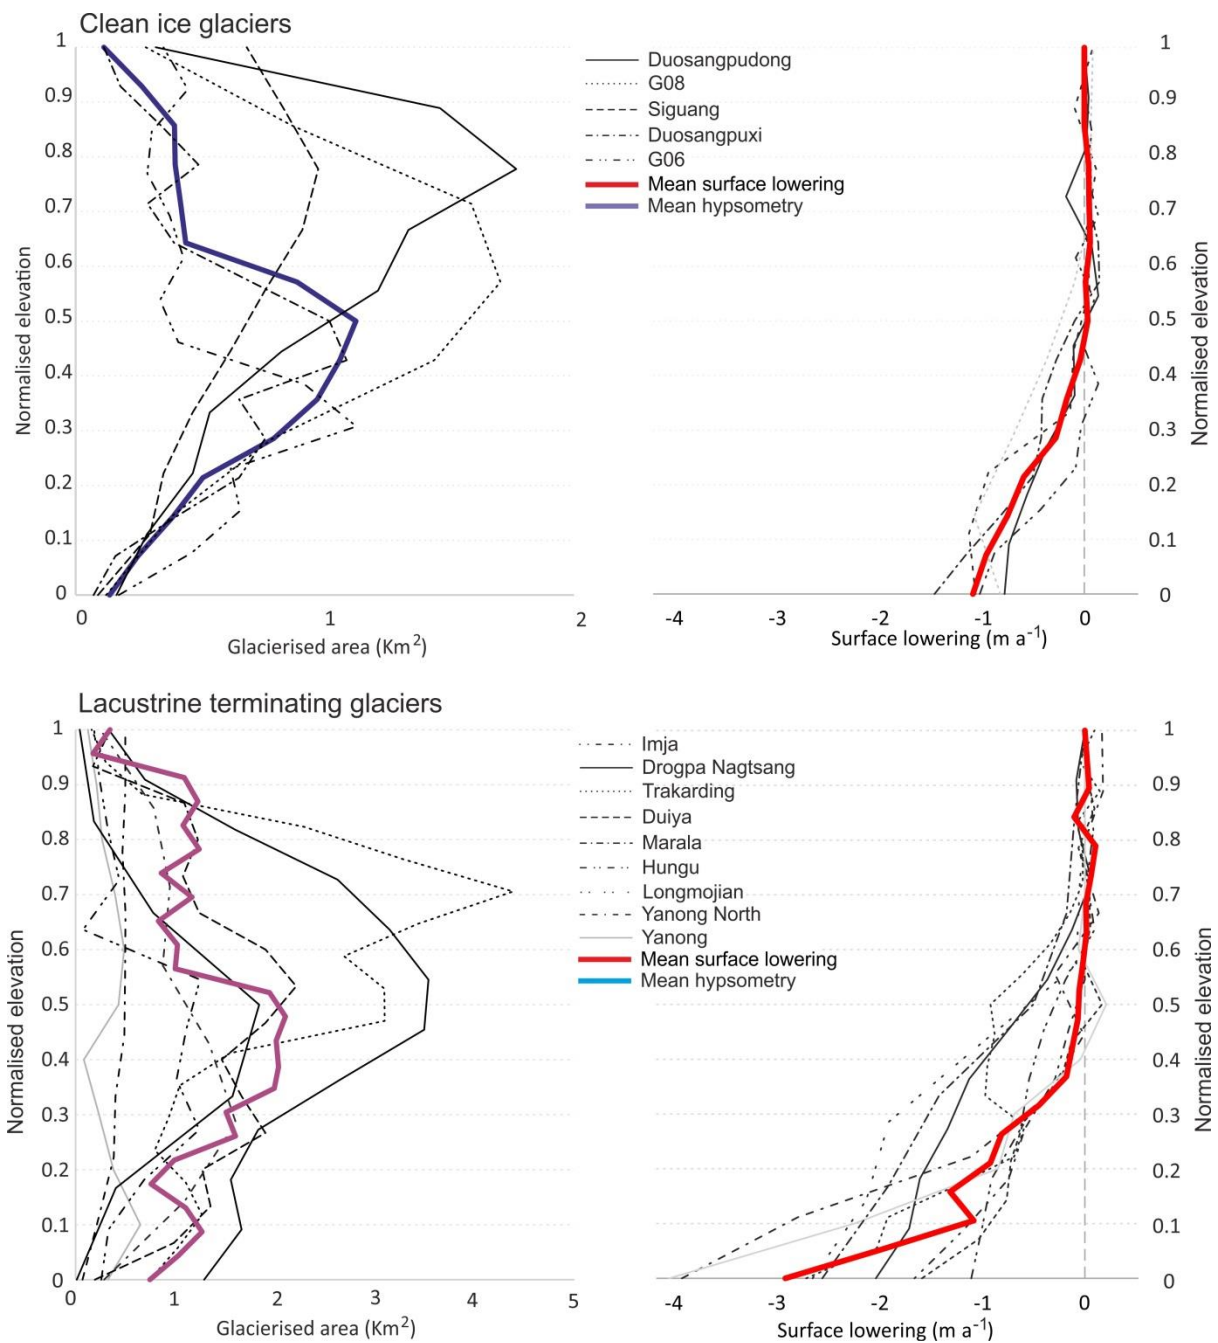 Clean ice glaciers
1
0.9
0.8
0.7
0.6
0.5
0.4
0.3
0.2
0.1
0
Normalised elevation
0 1 2
Glacierised area (Km²)
Duosangpudong
G08
Siguang
Duosangpuxi
G06
Mean surface lowering
Mean hypsometry
1
0.9
0.8
0.7
0.6
0.5
0.4
0.3
0.2
0.1
0
Normalised elevation
-4 -3 -2 -1 0
Surface lowering (m a⁻¹)
Lacustrine terminating glaciers
1
0.9
0.8
0.7
0.6
0.5
0.4
0.3
0.2
0.1
0
Normalised elevation
0 1 2 3 4 5
Glacierised area (Km²)
Imja
Drogpa Nagtsang
Trakarding
Duiya
Marala
Hungu
Longmojian
Yanong North
Yanong
Mean surface lowering
Mean hypsometry
1
0.9
0.8
0.7
0.6
0.5
0.4
0.3
0.2
0.1
0
Normalised elevation
-4 -3 -2 -1 0
Surface lowering (m a⁻¹)